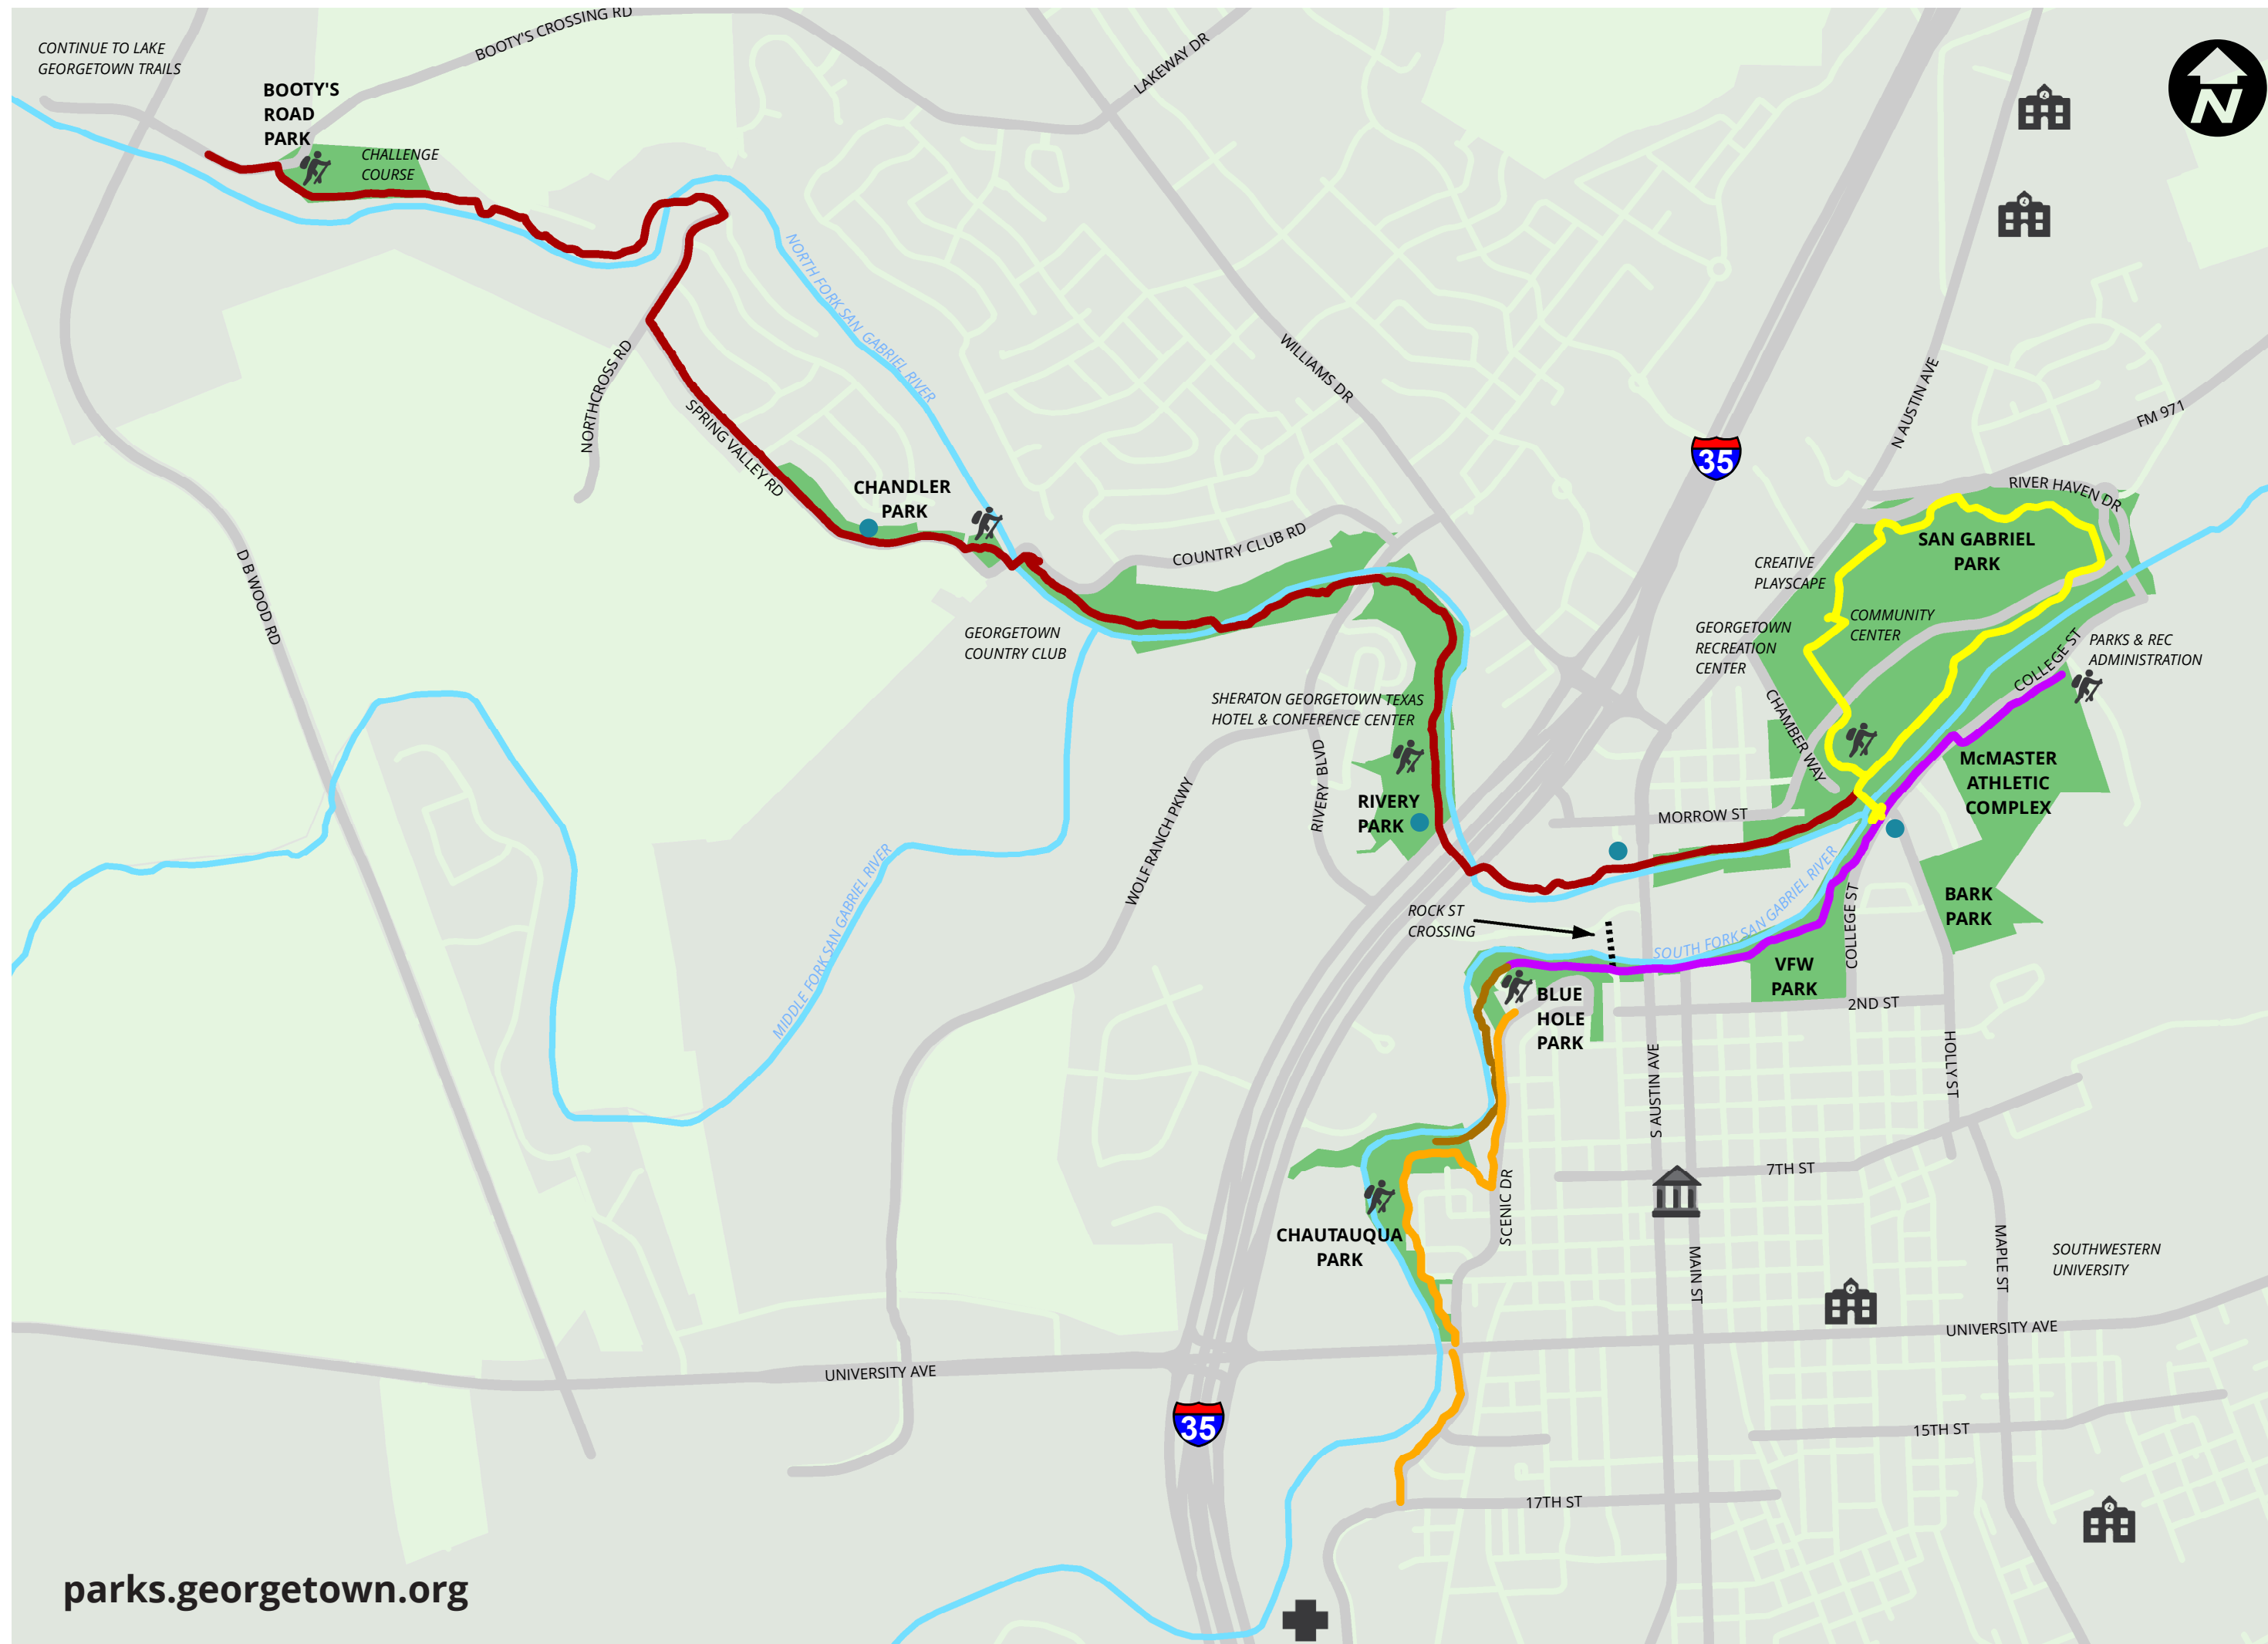 CONTINUE TO LAKE
GEORGETOWN TRAILS
BOOTY'S CROSSING RD
LAKEWAY DR
N
BOOTY'S
ROAD
PARK
CHALLENGE
COURSE
NORTH FORK SAN GABRIEL RIVER
NORTHCROSS RD
SPRING VALLEY RD
WILLIAMS DR
N AUSTIN AVE
FM 971
35
CHANDLER
PARK
RIVER HAVEN DR
COUNTRY CLUB RD
SAN GABRIEL
PARK
D B WOOD RD
CREATIVE
PLAYSCAPE
COMMUNITY
CENTER
GEORGETOWN
COUNTRY CLUB
GEORGETOWN
RECREATION
CENTER
COLLEGE ST
PARKS & REC
ADMINISTRATION
SHERATON GEORGETOWN TEXAS
HOTEL & CONFERENCE CENTER
CHAMBER WAY
RIVERY BLVD
McMASTER
ATHLETIC
COMPLEX
RIVERY
PARK
MORROW ST
WOLF RANCH PKWY
MIDDLE FORK SAN GABRIEL RIVER
ROCK ST
CROSSING
SOUTH FORK SAN GABRIEL RIVER
COLLEGE ST
BARK
PARK
VFW
PARK
BLUE
HOLE
PARK
2ND ST
HOLLY ST
S AUSTIN AVE
7TH ST
SCENIC DR
CHAUTAUQUA
PARK
MAIN ST
MAPLE ST
SOUTHWESTERN
UNIVERSITY
UNIVERSITY AVE
UNIVERSITY AVE
35
15TH ST
17TH ST
parks.georgetown.org